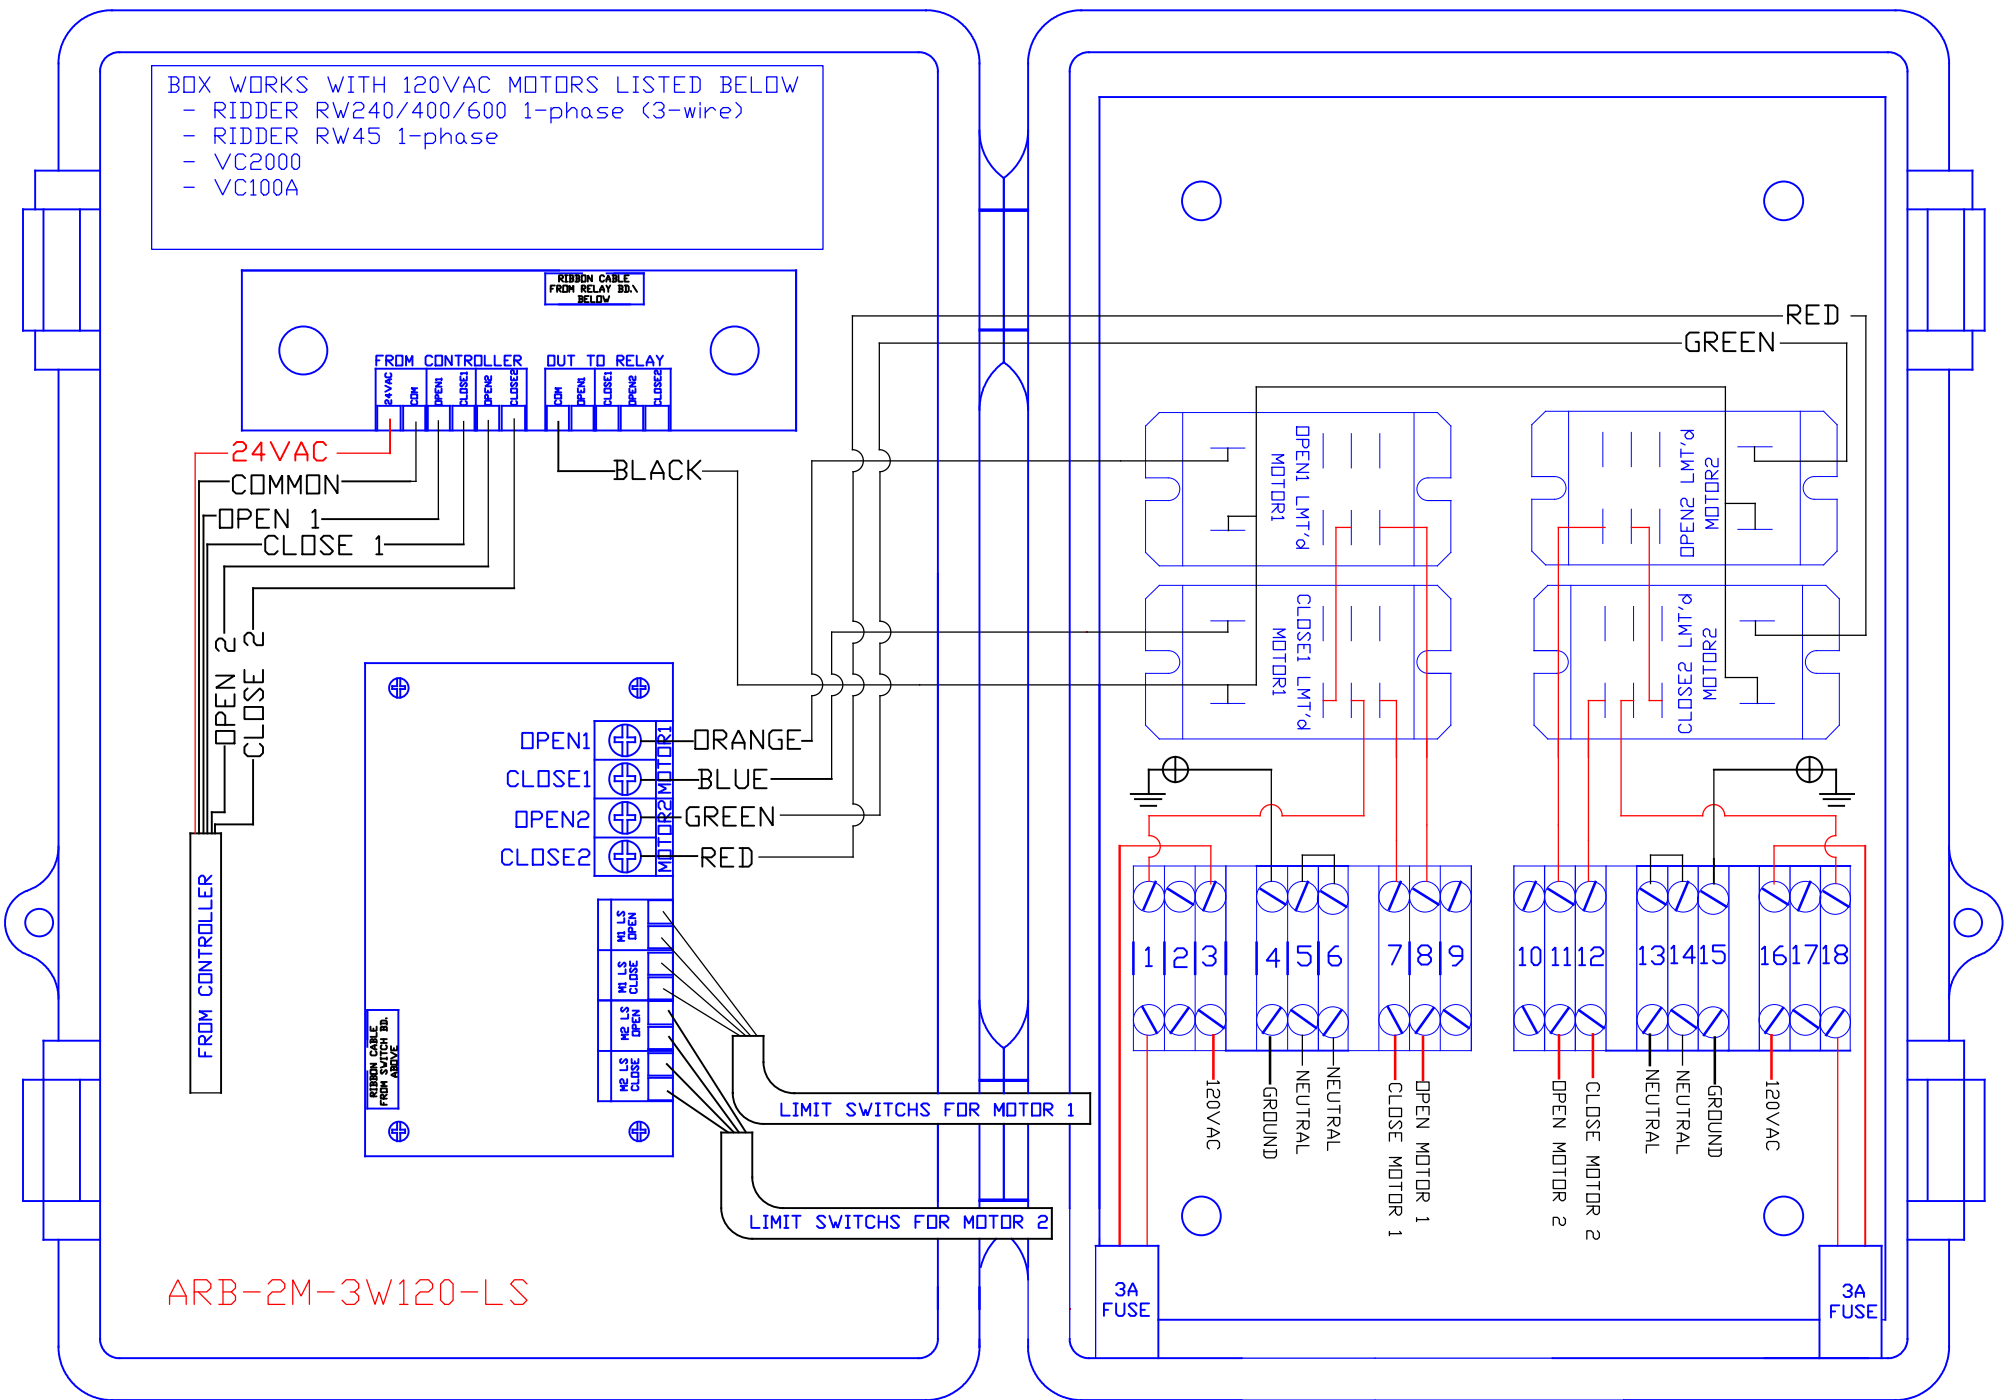 BOX WORKS WITH 120VAC MOTORS LISTED BELOW
- RIDDER RW240/400/600 1-phase (3-wire)
- RIDDER RW45 1-phase
- VC2000
- VC100A
RIBBON CABLE
FROM RELAY BD.\
BELOW
FROM CONTROLLER
OUT TO RELAY
24VAC
COM
OPEN1
CLOSE1
OPEN2
CLOSE2
COM
OPEN1
CLOSE1
OPEN2
CLOSE2
24VAC
COMMON
OPEN 1
CLOSE 1
OPEN 2
CLOSE 2
BLACK
RED
GREEN
OPEN1 LMT'd
MOTOR1
OPEN2 LMT'd
MOTOR2
CLOSE1 LMT'd
MOTOR1
CLOSE2 LMT'd
MOTOR2
OPEN1
CLOSE1
OPEN2
CLOSE2
MOTOR1
MOTOR2
ORANGE
BLUE
GREEN
RED
FROM CONTROLLER
M1 LS
OPEN
M1 LS
CLOSE
M2 LS
OPEN
M2 LS
CLOSE
RIBBON CABLE
FROM SWITCH BD.
ABOVE
LIMIT SWITCHS FOR MOTOR 1
LIMIT SWITCHS FOR MOTOR 2
1 2 3 4 5 6 7 8 9
10 11 12 13 14 15 16 17 18
120VAC
GROUND
NEUTRAL
NEUTRAL
CLOSE MOTOR 1
OPEN MOTOR 1
OPEN MOTOR 2
CLOSE MOTOR 2
NEUTRAL
NEUTRAL
GROUND
120VAC
3A
FUSE
3A
FUSE
ARB-2M-3W120-LS